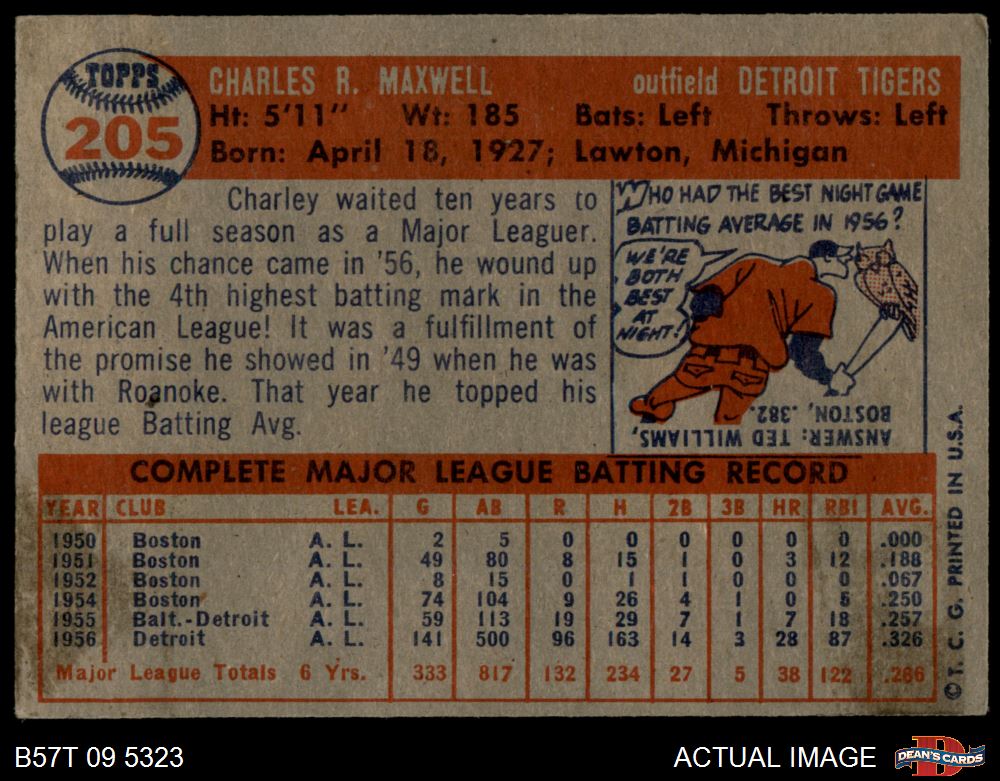 TOPPS
205
CHARLES R. MAXWELL outfield DETROIT TIGERS
Ht: 5'11" Wt: 185 Bats: Left Throws: Left
Born: April 18, 1927; Lawton, Michigan
Charley waited ten years to
play a full season as a Major Leaguer.
When his chance came in '56, he wound up
with the 4th highest batting mark in the
American League! It was a fulfillment of
the promise he showed in '49 when he was
with Roanoke. That year he topped his
league Batting Avg.
WHO HAD THE BEST NIGHT GAME
BATTING AVERAGE IN 1956?
WE'RE
BOTH
BEST
AT
NIGHT!
ANSWER: TED WILLIAMS,
BOSTON, .382.
COMPLETE MAJOR LEAGUE BATTING RECORD
YEAR CLUB LEA. G AB R H 2B 3B HR RBI AVG.
1950 Boston A. L. 2 5 0 0 0 0 0 0 .000
1951 Boston A. L. 49 80 8 15 1 0 3 12 .188
1952 Boston A. L. 8 15 0 1 1 0 0 0 .067
1954 Boston A. L. 74 104 9 26 4 1 0 5 .250
1955 Balt.-Detroit A. L. 59 113 19 29 7 1 7 18 .257
1956 Detroit A. L. 141 500 96 163 14 3 28 87 .326
Major League Totals 6 Yrs. 333 817 132 234 27 5 38 122 .286
© T. C. G. PRINTED IN U.S.A.
B57T 09 5323
ACTUAL IMAGE
DEAN'S CARDS